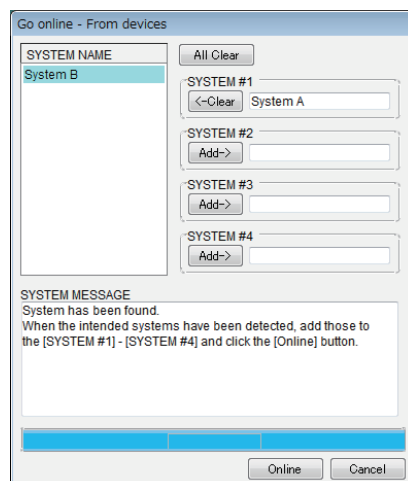 Go online - From devices
SYSTEM NAME
System B
All Clear
SYSTEM #1
<-Clear System A
SYSTEM #2
Add->
SYSTEM #3
Add->
SYSTEM #4
Add->
SYSTEM MESSAGE
System has been found.
When the intended systems have been detected, add those to
the [SYSTEM #1] - [SYSTEM #4] and click the [Online] button.
Online Cancel